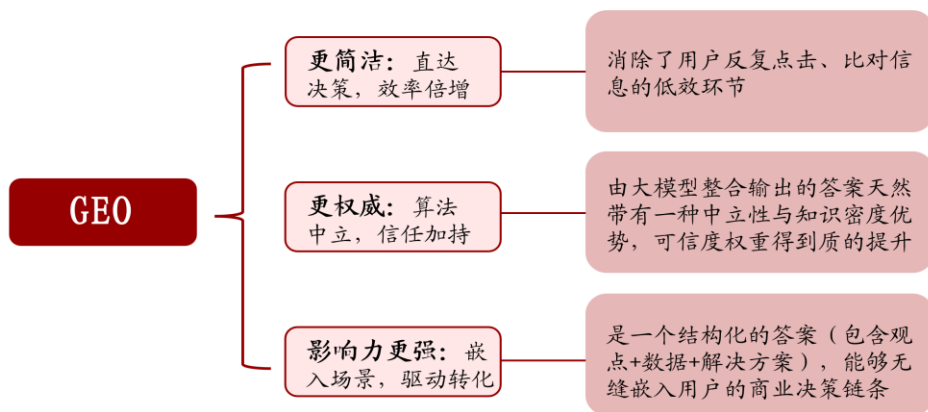 GEO
更简洁：直达
决策，效率倍增
消除了用户反复点击、比对信
息的低效环节
更权威：算法
中立，信任加持
由大模型整合输出的答案天然
带有一种中立性与知识密度优
势，可信度权重得到质的提升
影响力更强：嵌
入场景，驱动转化
是一个结构化的答案（包含观
点+数据+解决方案），能够无
缝嵌入用户的商业决策链条